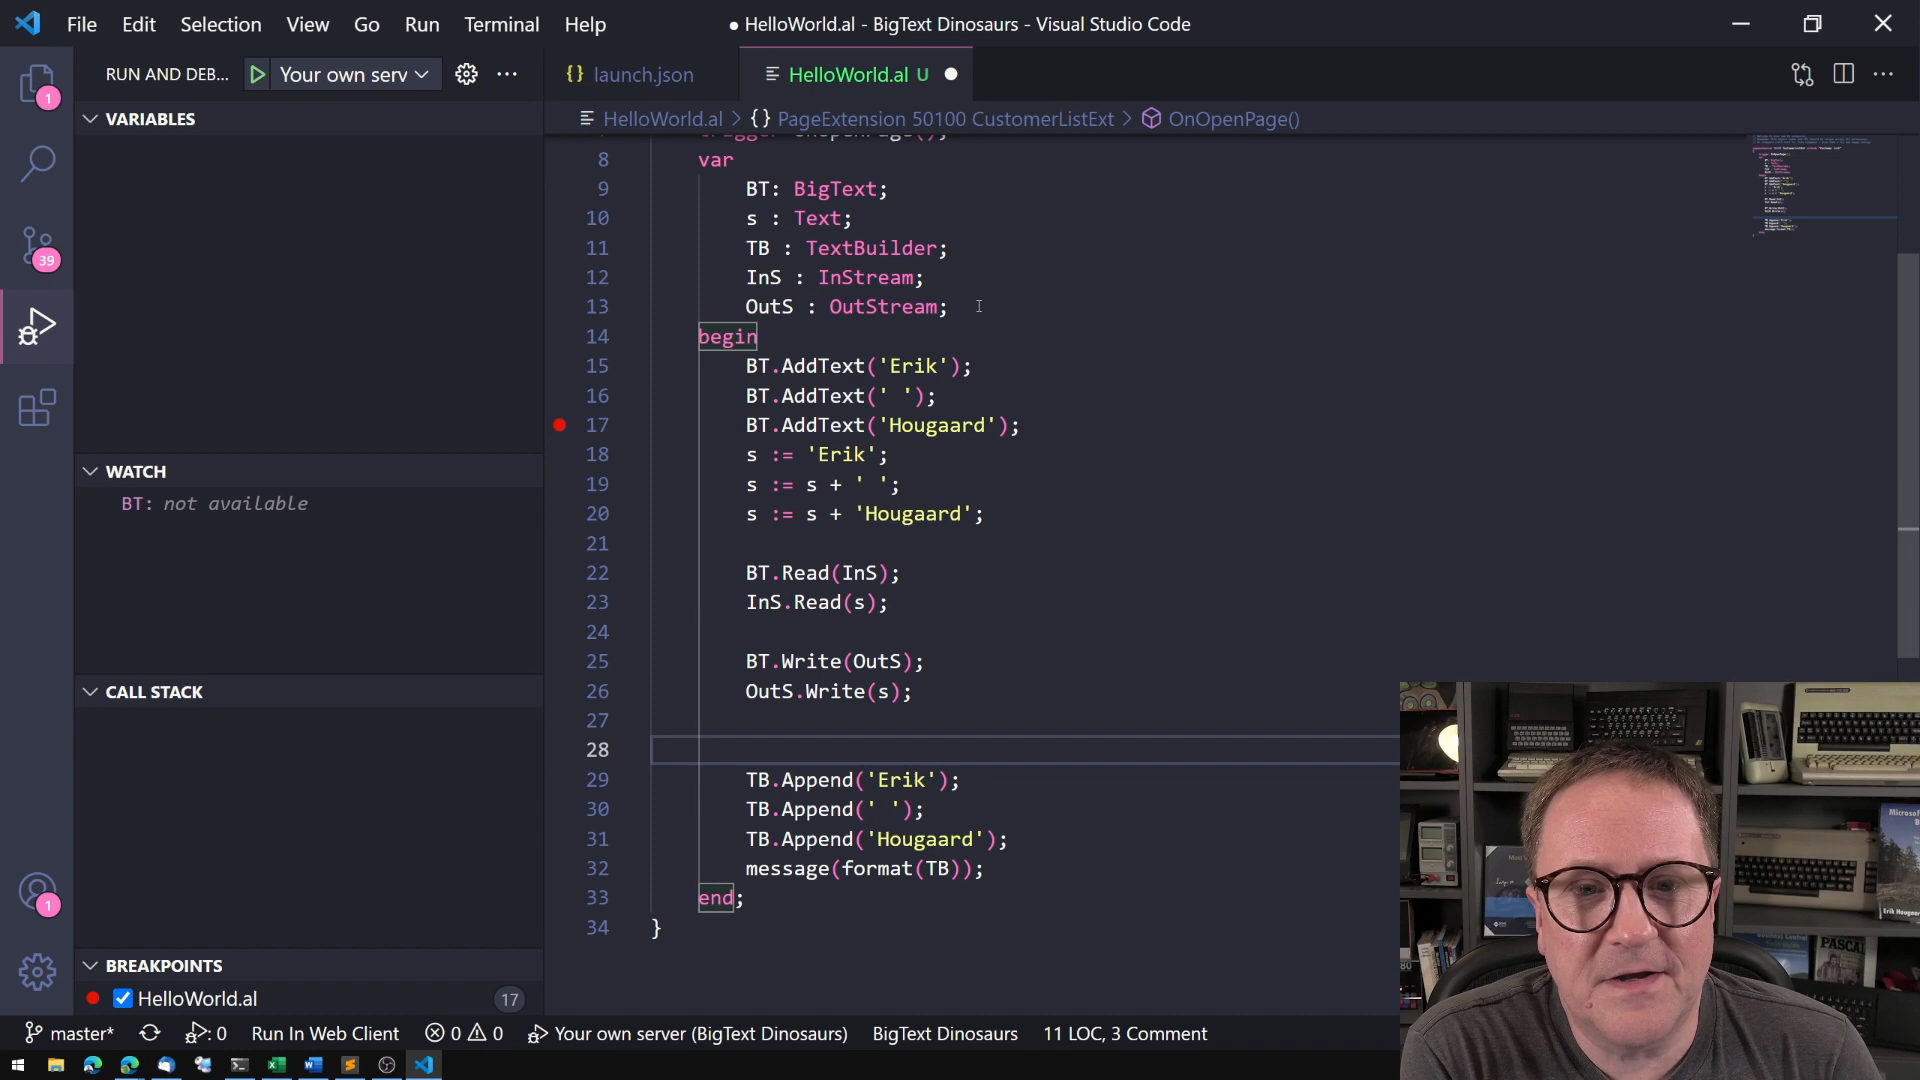 File Edit Selection View Go Run Terminal Help
● HelloWorld.al - BigText Dinosaurs - Visual Studio Code
RUN AND DEB... Your own serv
{} launch.json
HelloWorld.al U
HelloWorld.al > {} PageExtension 50100 CustomerListExt > OnOpenPage()
VARIABLES
WATCH
BT: not available
CALL STACK
BREAKPOINTS
HelloWorld.al 17
1
39
1
8 var
9 BT: BigText;
10 s : Text;
11 TB : TextBuilder;
12 InS : InStream;
13 OutS : OutStream;
14 begin
15 BT.AddText('Erik');
16 BT.AddText(' ');
17 BT.AddText('Hougaard');
18 s := 'Erik';
19 s := s + ' ';
20 s := s + 'Hougaard';
21
22 BT.Read(InS);
23 InS.Read(s);
24
25 BT.Write(OutS);
26 OutS.Write(s);
27
28
29 TB.Append('Erik');
30 TB.Append(' ');
31 TB.Append('Hougaard');
32 message(format(TB));
33 end;
34 }
master* : 0 Run In Web Client 0 0 Your own server (BigText Dinosaurs) BigText Dinosaurs 11 LOC, 3 Comment
Microsoft
PASCAL